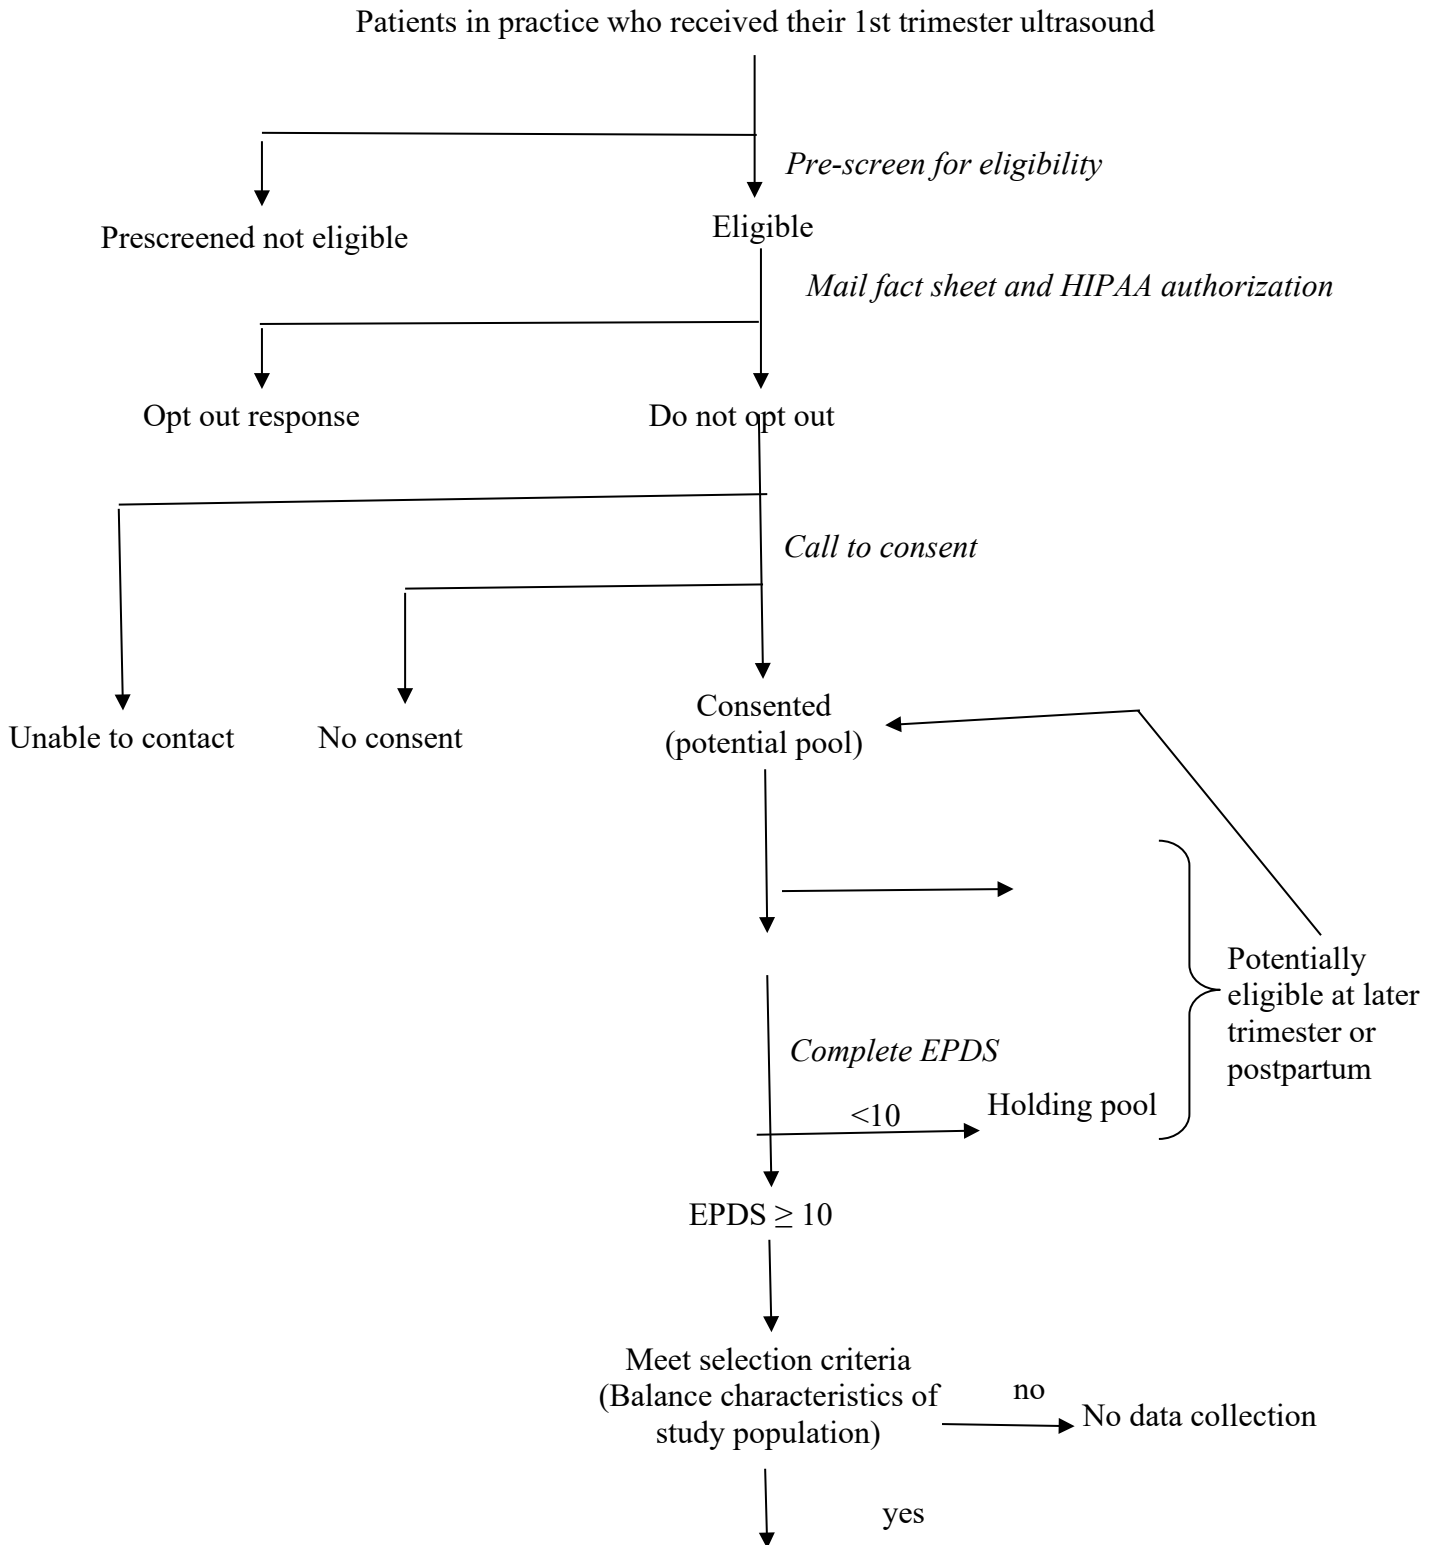 Patients in practice who received their 1st trimester ultrasound
Pre-screen for eligibility
Prescreened not eligible
Eligible
Mail fact sheet and HIPAA authorization
Opt out response
Do not opt out
Call to consent
Unable to contact
No consent
Consented
(potential pool)
Potentially
eligible at later
trimester or
postpartum
Complete EPDS
<10
Holding pool
EPDS ≥ 10
Meet selection criteria
(Balance characteristics of
study population)
no
No data collection
yes